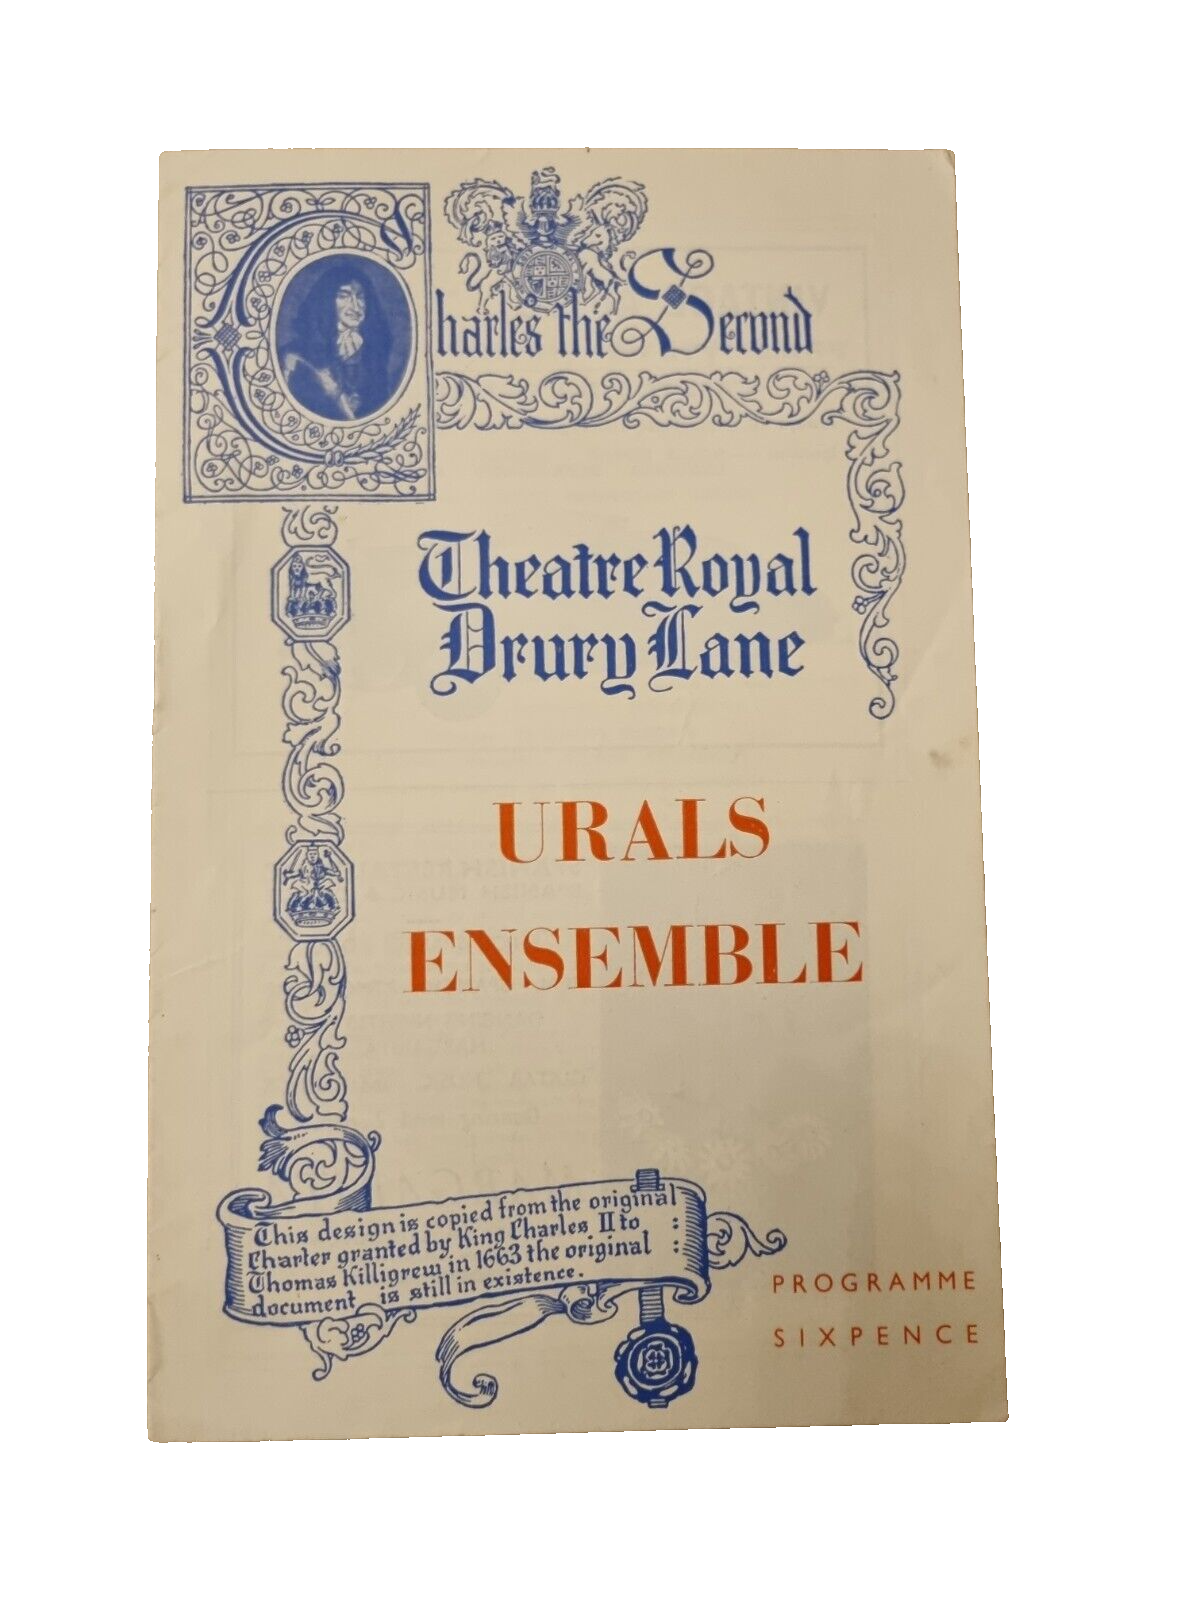 Charles the Second
Theatre Royal
Drury Lane
URALS
ENSEMBLE
This design is copied from the original
Charter granted by King Charles II to :
Thomas Killigrew in 1663 the original :
document is still in existence.
PROGRAMME
SIXPENCE